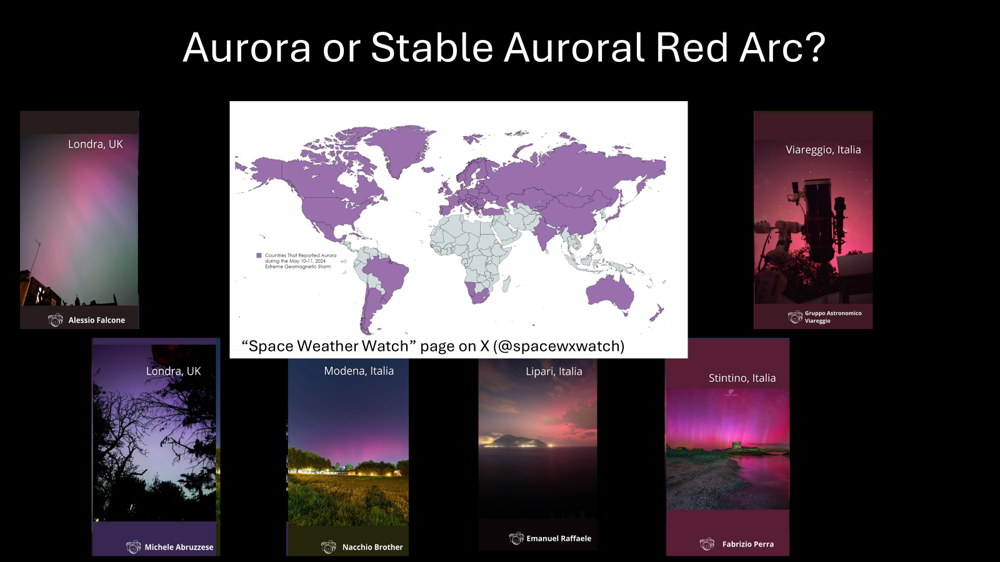 Aurora or Stable Auroral Red Arc?
Londra, UK
Alessio Falcone
Countries That Reported Aurora
during the May 10-11, 2024
Extreme Geomagnetic Storm
“Space Weather Watch” page on X (@spacewxwatch)
Viareggio, Italia
Gruppo Astronomico
Viareggio
Londra, UK
Michele Abruzzese
Modena, Italia
Nacchio Brother
Lipari, Italia
Emanuel Raffaele
Stintino, Italia
Fabrizio Perra